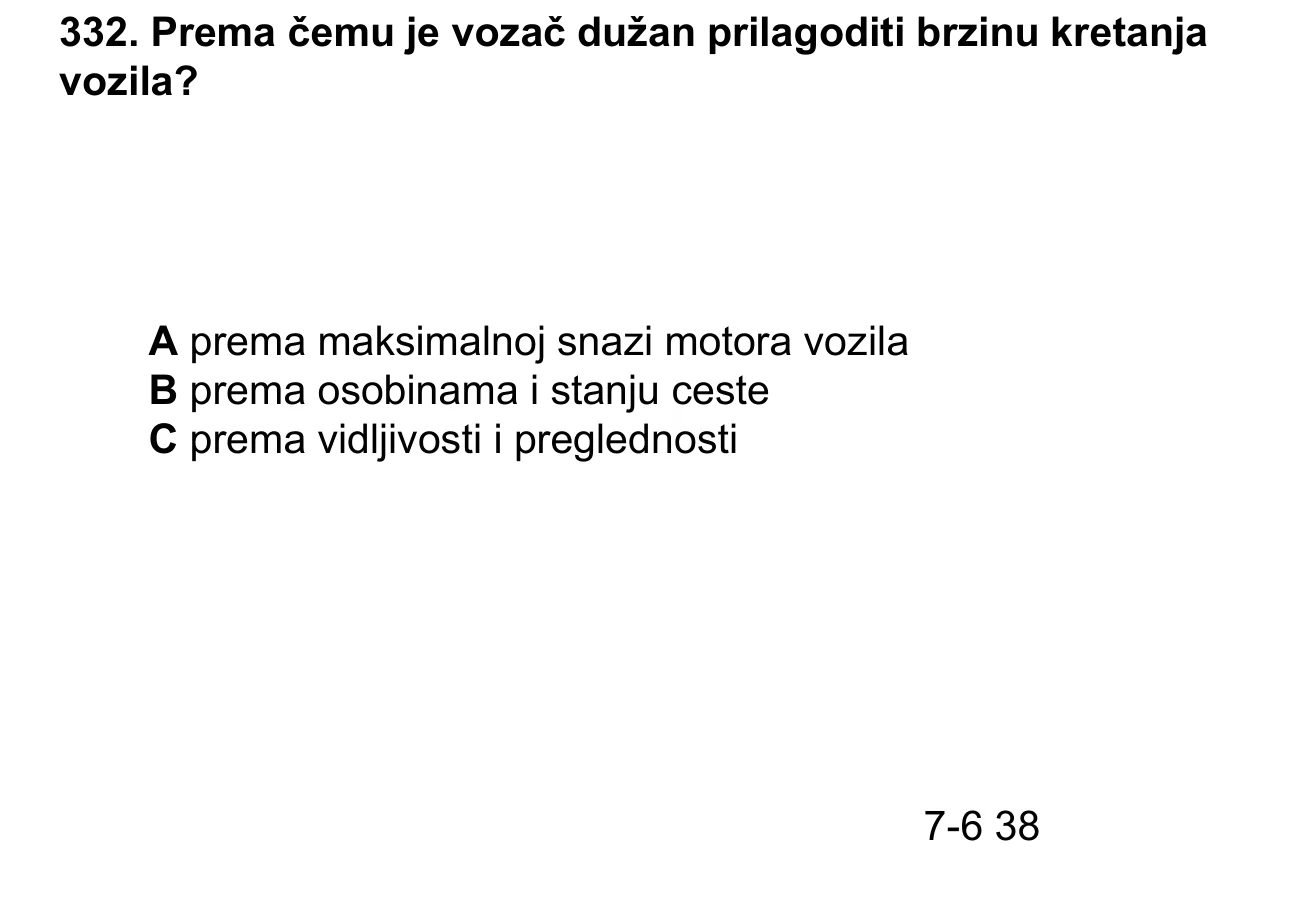 332. Prema čemu je vozač dužan prilagoditi brzinu kretanja
vozila?
A prema maksimalnoj snazi motora vozila
B prema osobinama i stanju ceste
C prema vidljivosti i preglednosti
7-6 38